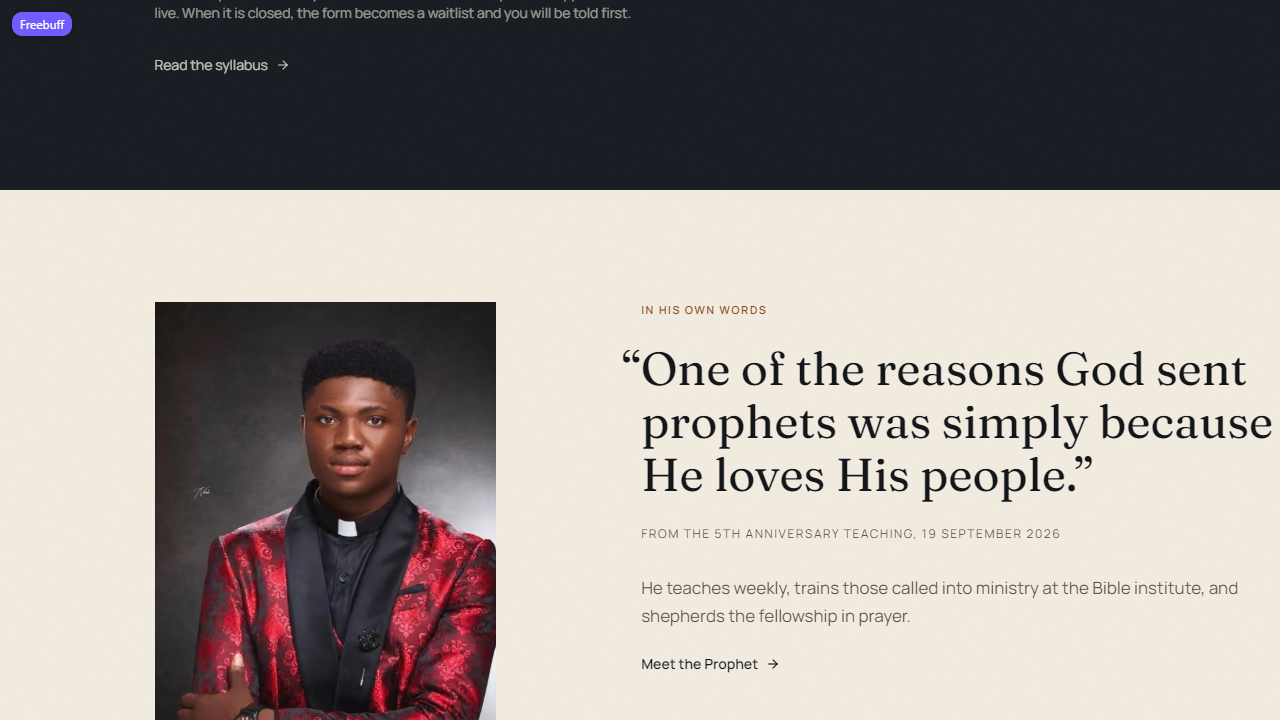 live. When it is closed, the form becomes a waitlist and you will be told first.
Freebuff
Read the syllabus →
IN HIS OWN WORDS
“One of the reasons God sent
prophets was simply because
He loves His people.”
FROM THE 5TH ANNIVERSARY TEACHING, 19 SEPTEMBER 2026
He teaches weekly, trains those called into ministry at the Bible institute, and
shepherds the fellowship in prayer.
Meet the Prophet →